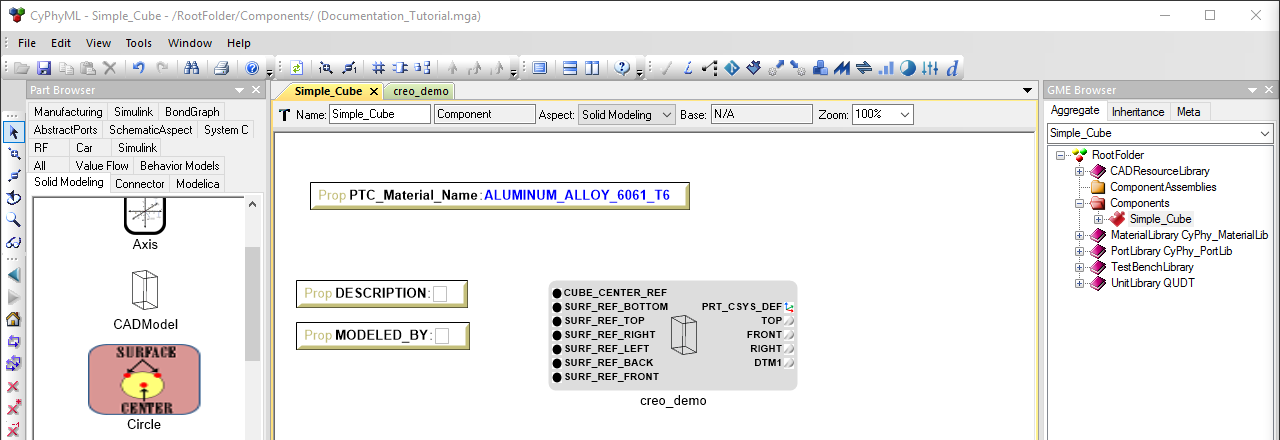 CyPhyML - Simple_Cube - /RootFolder/Components/ (Documentation_Tutorial.mga)
File Edit View Tools Window Help
Part Browser
Manufacturing Simulink BondGraph
AbstractPorts SchematicAspect System C
RF Car Simulink
All Value Flow Behavior Models
Solid Modeling Connector Modelica
Axis
CADModel
SURFACE
CENTER
Circle
Simple_Cube creo_demo
Name: Simple_Cube Component Aspect: Solid Modeling Base: N/A Zoom: 100%
Prop PTC_Material_Name:ALUMINUM_ALLOY_6061_T6
Prop DESCRIPTION:
Prop MODELED_BY:
CUBE_CENTER_REF
SURF_REF_BOTTOM PRT_CSYS_DEF
SURF_REF_TOP TOP
SURF_REF_RIGHT FRONT
SURF_REF_LEFT RIGHT
SURF_REF_BACK DTM1
SURF_REF_FRONT
creo_demo
GME Browser
Aggregate Inheritance Meta
Simple_Cube
RootFolder
CADResourceLibrary
ComponentAssemblies
Components
Simple_Cube
MaterialLibrary CyPhy_MaterialLib
PortLibrary CyPhy_PortLib
TestBenchLibrary
UnitLibrary QUDT